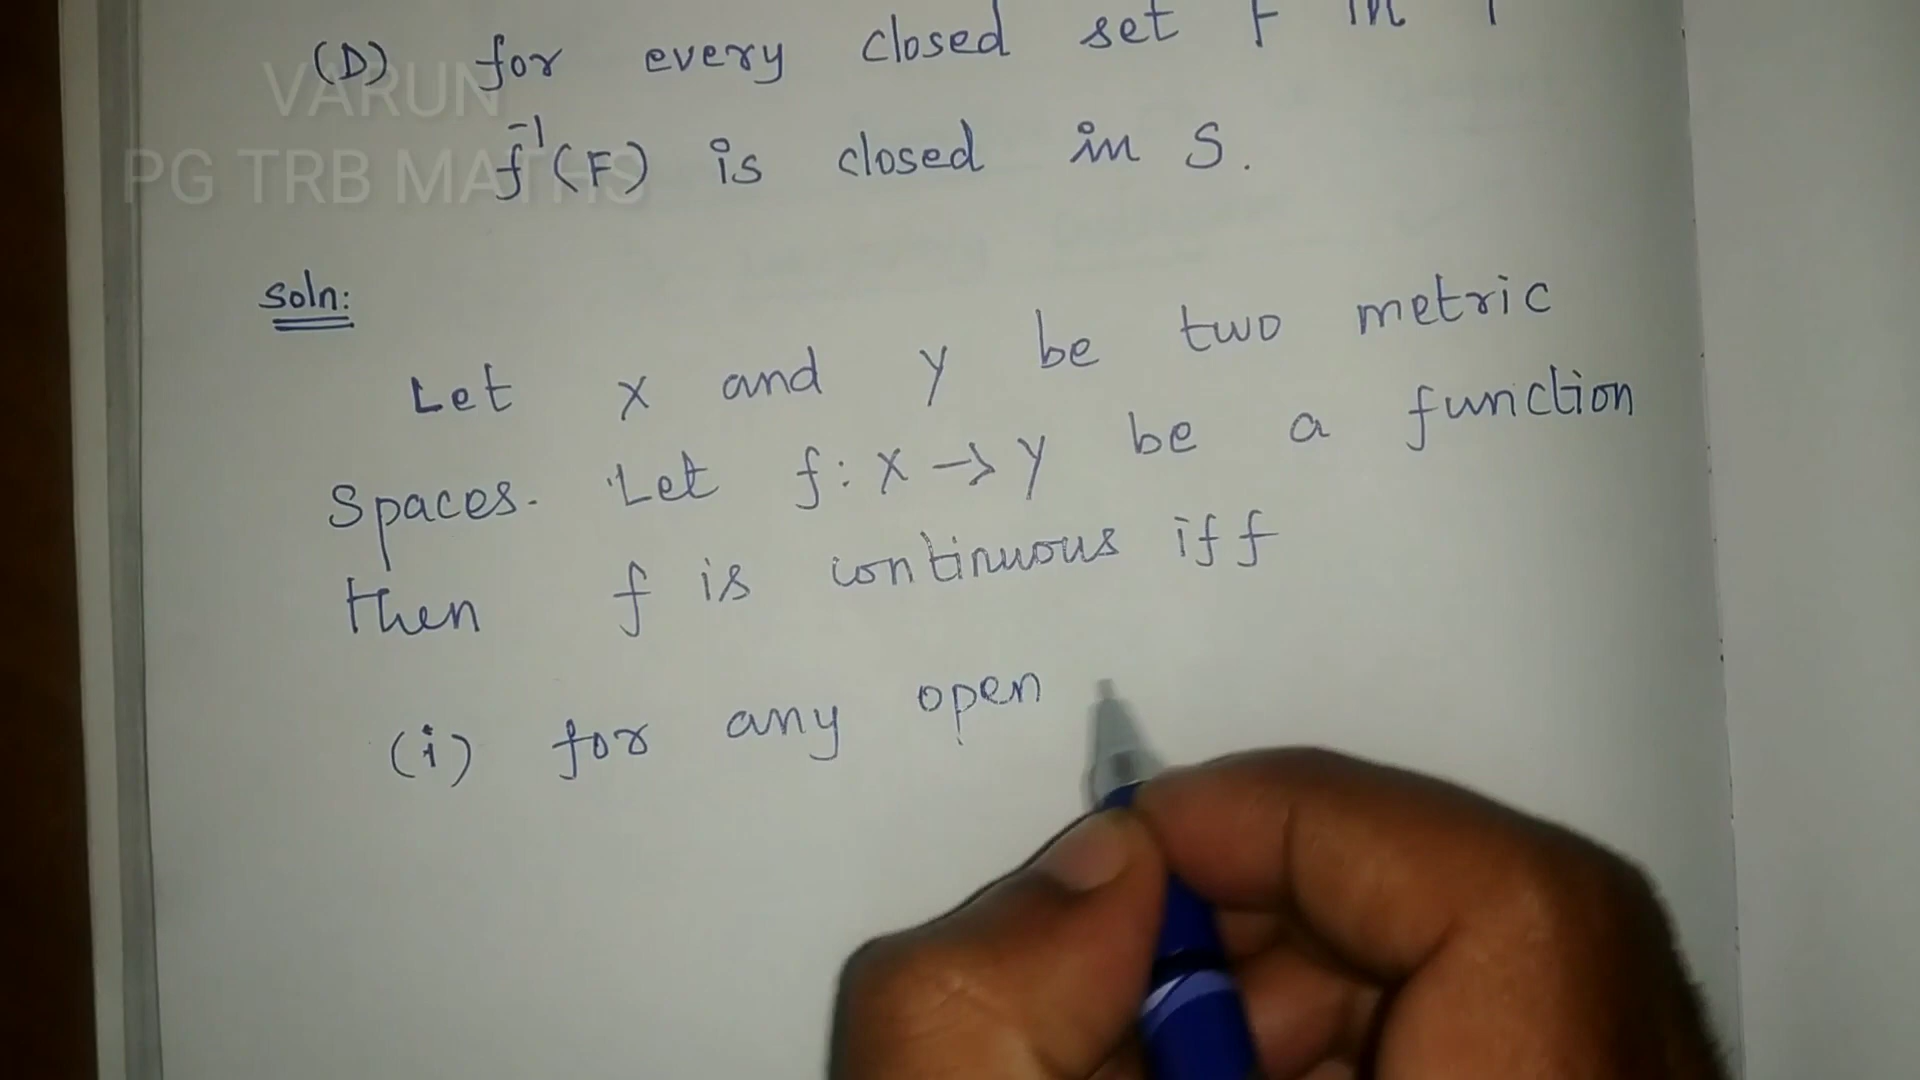 (D) for every closed set F in
VARUN
f⁻¹(F) is closed in S.
PG TRB MATHS
Soln:
Let X and Y be two metric
Spaces. Let f: X → Y be a function
then f is continuous iff
(i) for any open